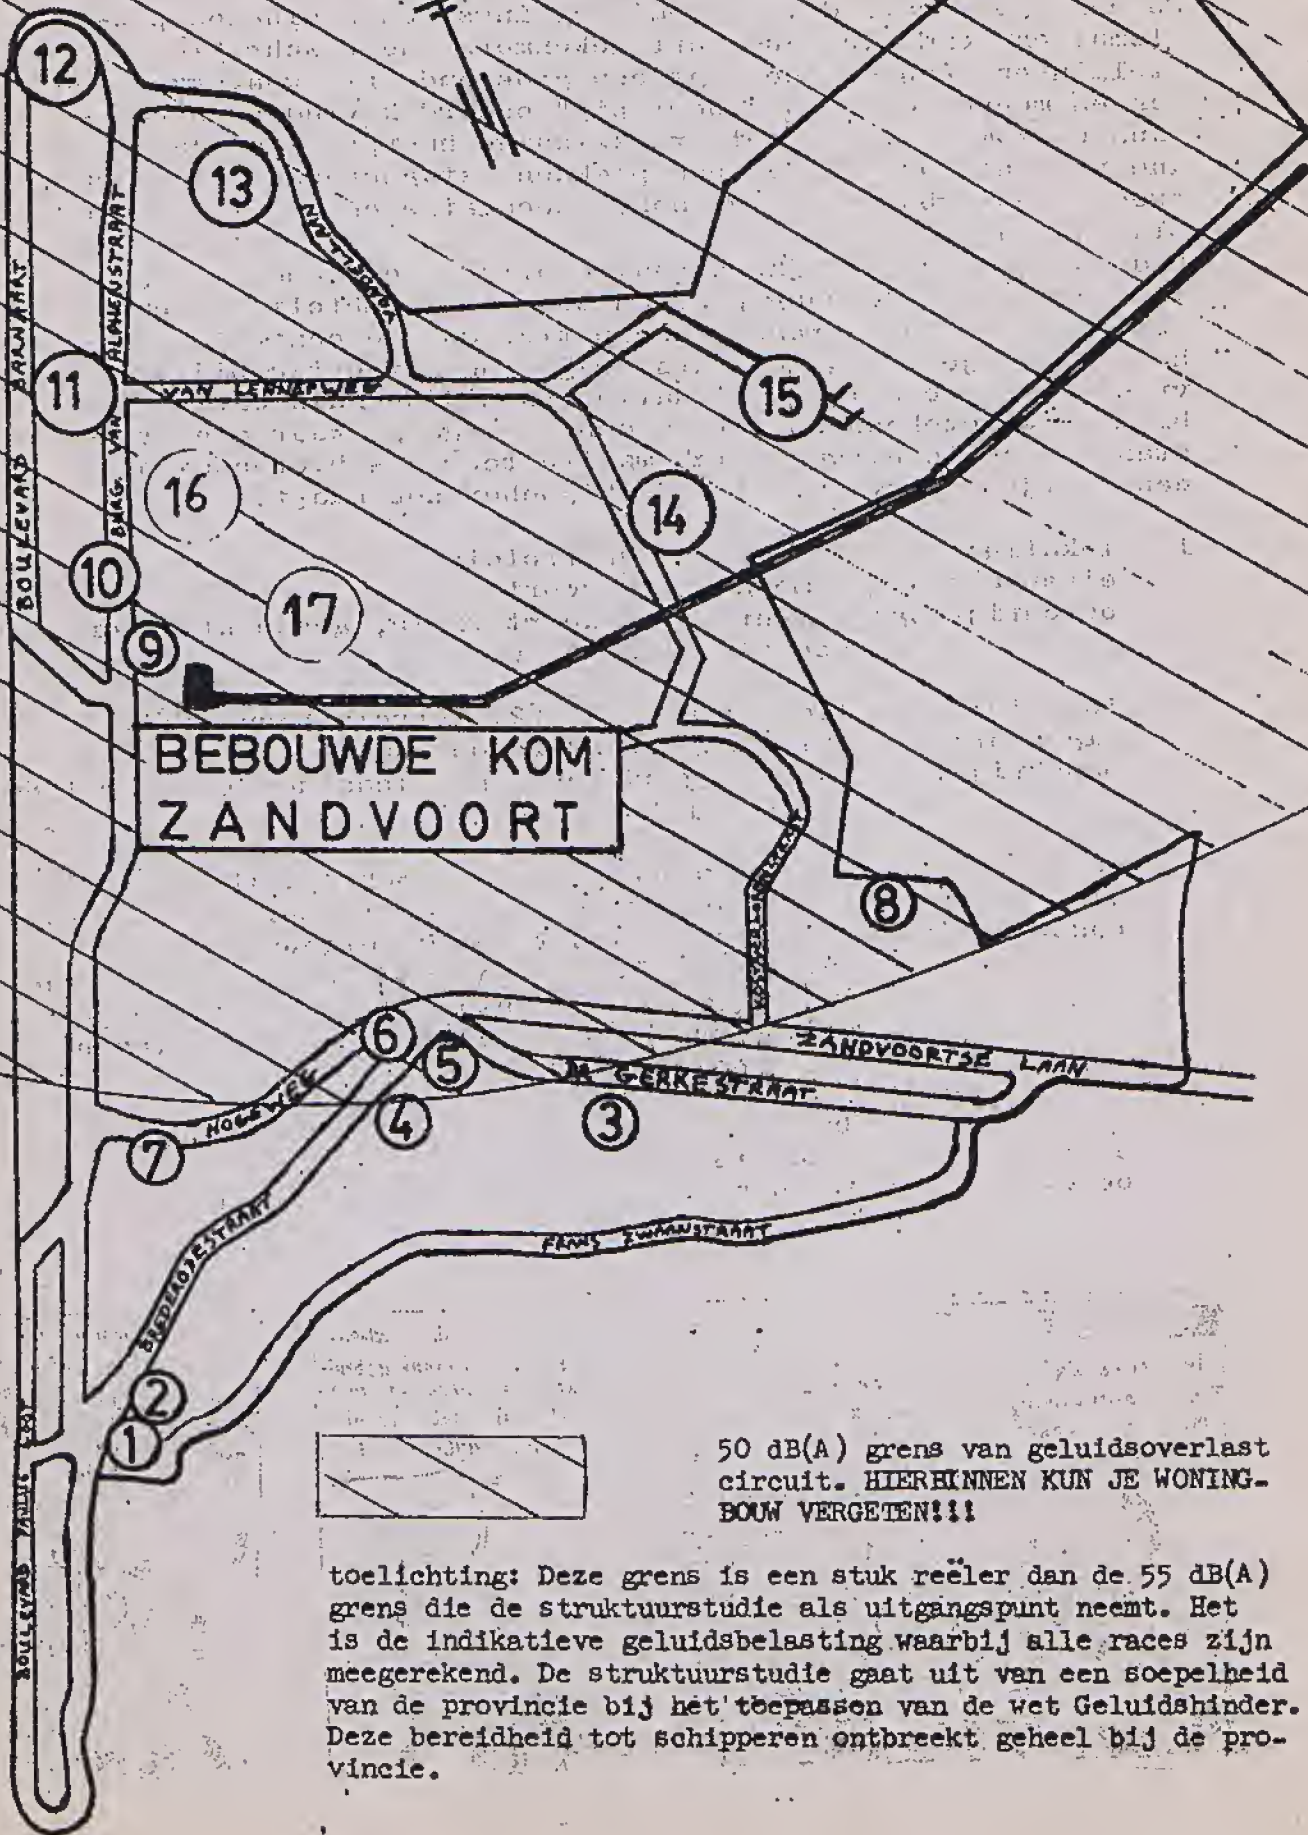 12
13
BOULEVARD BARNAART
BURG. VAN ALPHENSTRAAT
VONDELLAAN
11
VAN LENNEPWEG
15
16
14
10
17
9
BEBOUWDE KOM
ZANDVOORT
8
6
5
ZANDVOORTSE LAAN
DA GERKESTRAAT
HOGEWEG
4
3
7
BREDERODESTRAAT
FRANS ZWAANSTRAAT
2
1
BOULEVARD PAULUS LOOT
50 dB(A) grens van geluidsoverlast
circuit. HIERBINNEN KUN JE WONING-
BOUW VERGETEN!!!
toelichting: Deze grens is een stuk reëler dan de 55 dB(A)
grens die de struktuurstudie als uitgangspunt neemt. Het
is de indikatieve geluidsbelasting waarbij alle races zijn
meegerekend. De struktuurstudie gaat uit van een soepelheid
van de provincie bij het toepassen van de wet Geluidshinder.
Deze bereidheid tot schipperen ontbreekt geheel bij de pro-
vincie.